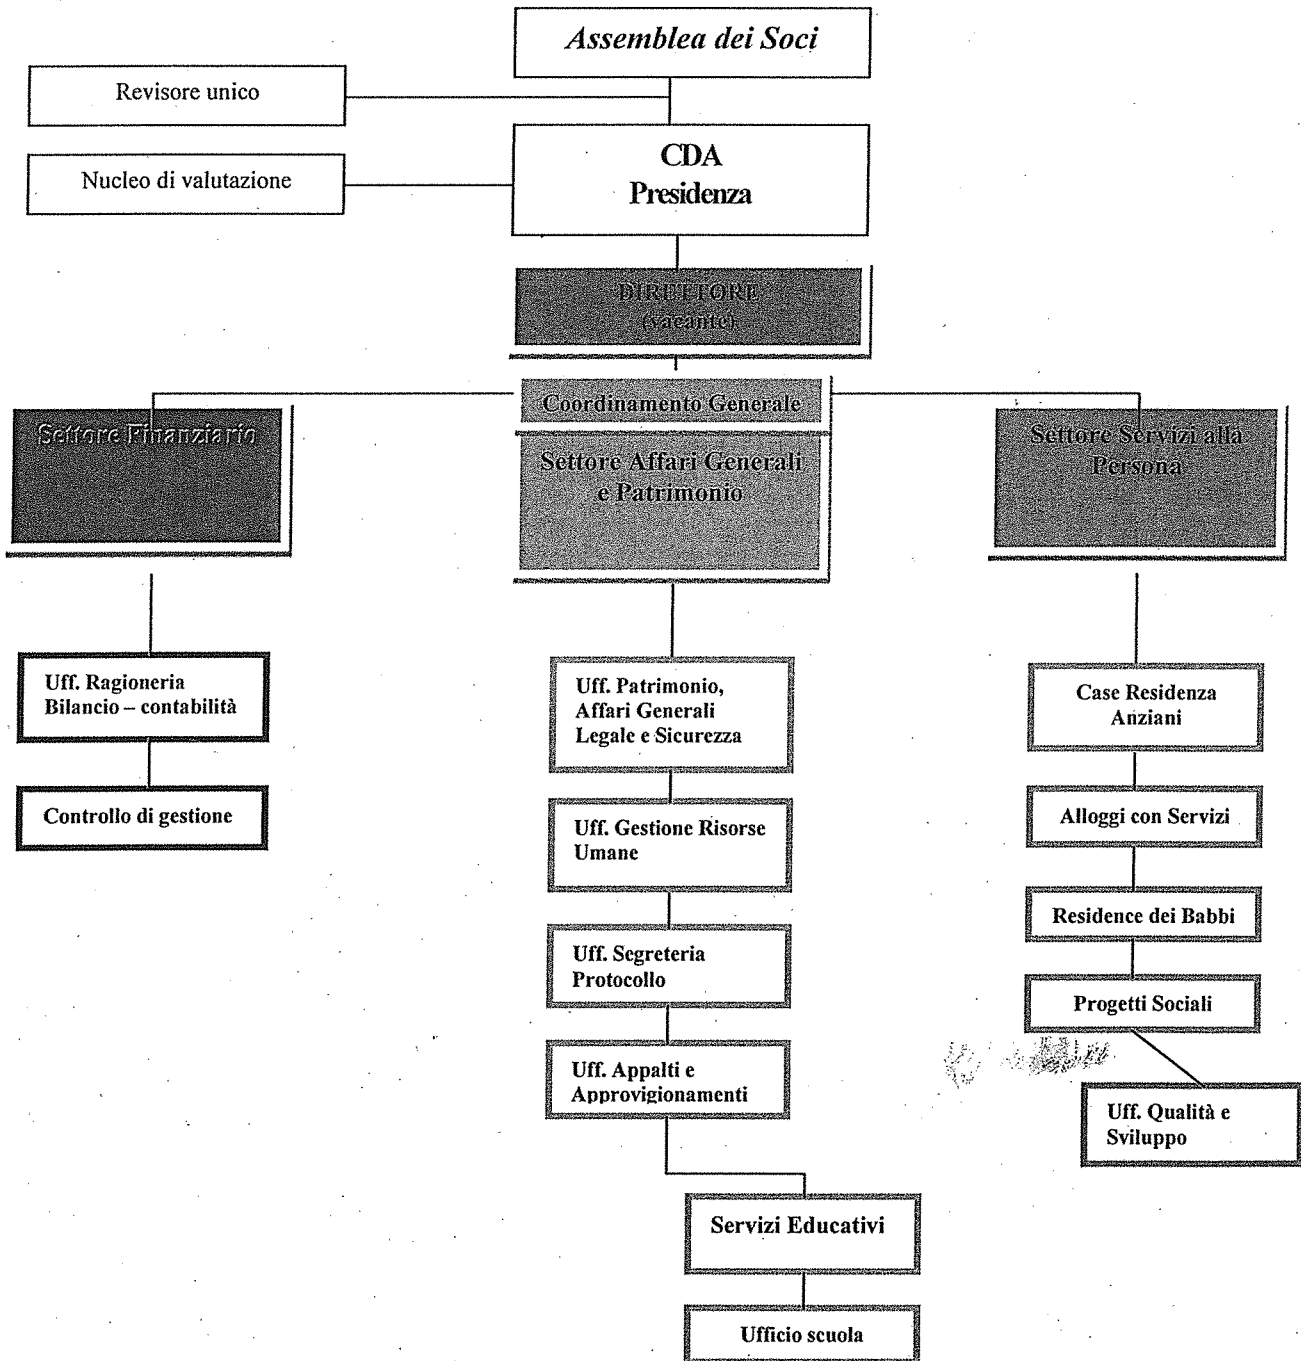 Assemblea dei Soci
Revisore unico
CDA
Presidenza
Nucleo di valutazione
DIRETTORE
(vacante)
Coordinamento Generale
Settore Finanziario
Settore Affari Generali
e Patrimonio
Settore Servizi alla
Persona
Uff. Ragioneria
Bilancio – contabilità
Controllo di gestione
Uff. Patrimonio,
Affari Generali
Legale e Sicurezza
Uff. Gestione Risorse
Umane
Uff. Segreteria
Protocollo
Uff. Appalti e
Approvigionamenti
Servizi Educativi
Ufficio scuola
Case Residenza
Anziani
Alloggi con Servizi
Residence dei Babbi
Progetti Sociali
Uff. Qualità e
Sviluppo